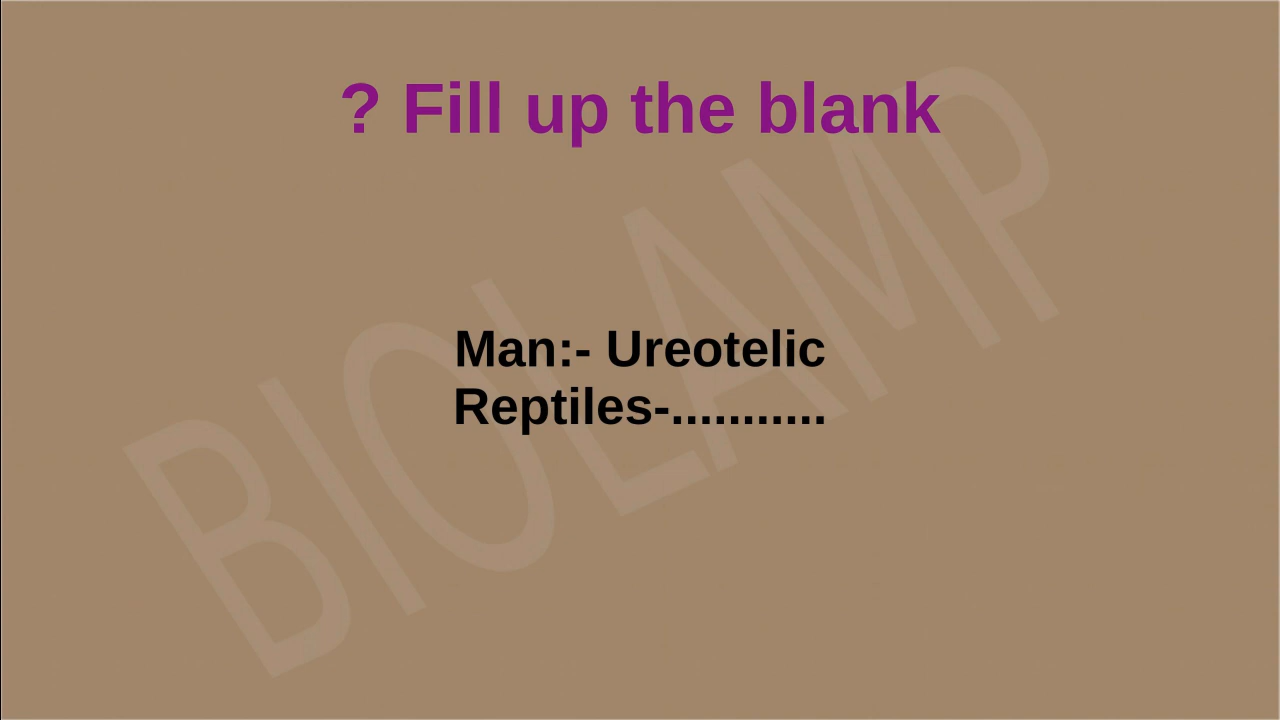 ? Fill up the blank
Man:- Ureotelic
Reptiles-...........
BIOLAMP